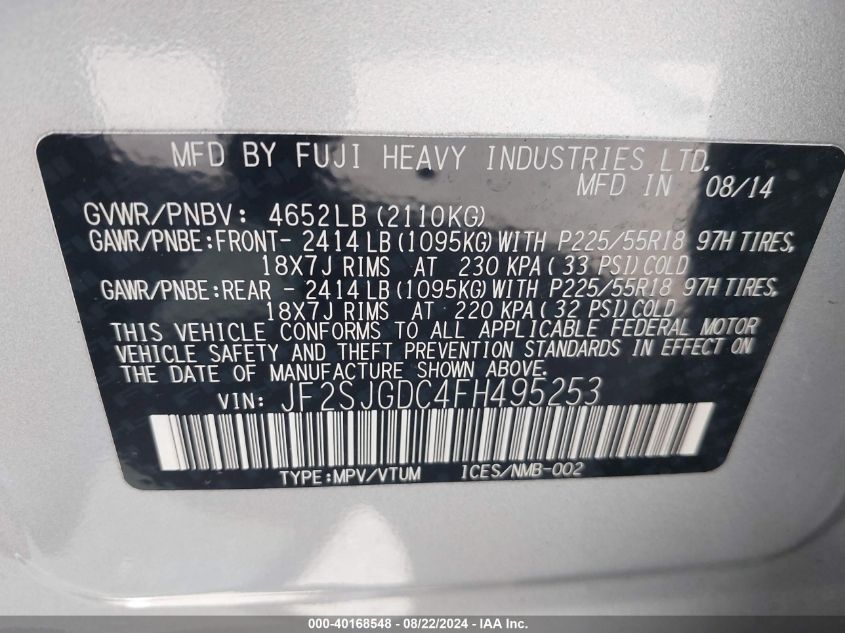 MFD BY FUJI HEAVY INDUSTRIES LTD.
MFD IN 08/14
GVWR/PNBV: 4652LB (2110KG)
GAWR/PNBE:FRONT- 2414LB (1095KG) WITH P225/55R18 97H TIRES,
18X7J RIMS AT 230 KPA ( 33 PSI) COLD
GAWR/PNBE:REAR - 2414LB (1095KG) WITH P225/55R18 97H TIRES,
18X7J RIMS AT 220 KPA ( 32 PSI) COLD
THIS VEHICLE CONFORMS TO ALL APPLICABLE FEDERAL MOTOR
VEHICLE SAFETY AND THEFT PREVENTION STANDARDS IN EFFECT ON
THE DATE OF MANUFACTURE SHOWN ABOVE.
VIN: JF2SJGDC4FH495253
TYPE:MPV/VTUM ICES/NMB-002
000-40168548 - 08/22/2024 - IAA Inc.